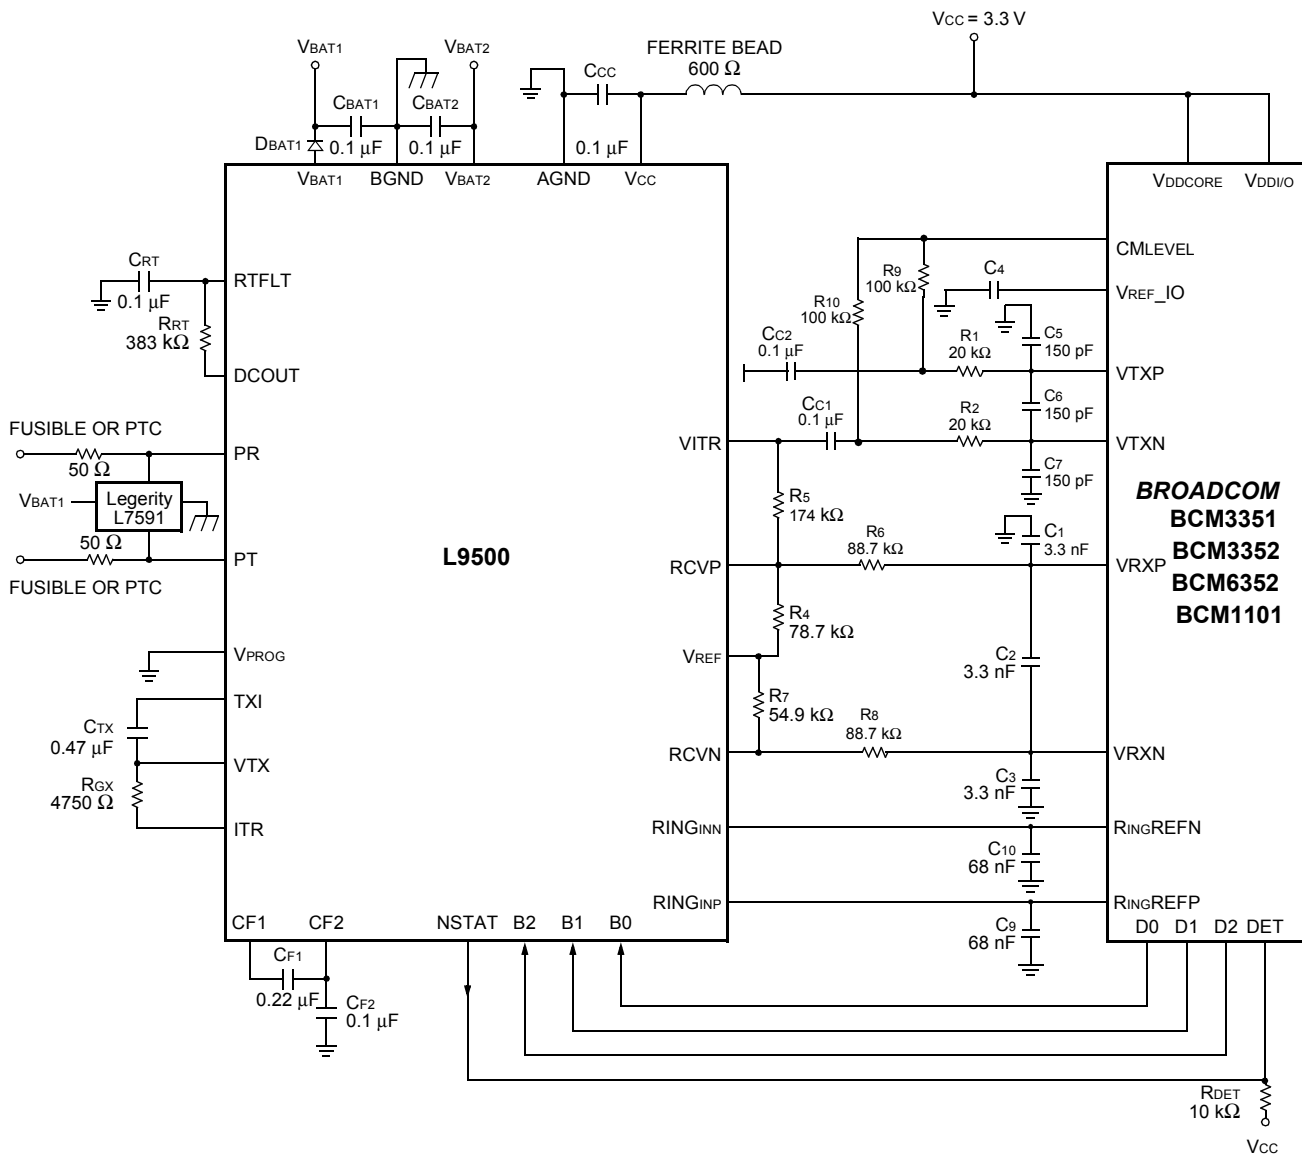 VCC = 3.3 V
VBAT1
VBAT2
FERRITE BEAD
600 Ω
CCC
CBAT1
CBAT2
DBAT1
0.1 µF
0.1 µF
0.1 µF
VBAT1
BGND
VBAT2
AGND
VCC
VDDCORE
VDDI/O
CRT
0.1 µF
RTFLT
RRT
383 kΩ
DCOUT
FUSIBLE OR PTC
50 Ω
PR
VBAT1
Legerity
L7591
50 Ω
PT
FUSIBLE OR PTC
VPROG
TXI
CTX
0.47 µF
VTX
RGX
4750 Ω
ITR
L9500
CMLEVEL
R9
100 kΩ
C4
VREF_IO
R10
100 kΩ
CC2
0.1 µF
R1
20 kΩ
C5
150 pF
VTXP
C6
150 pF
CC1
0.1 µF
R2
20 kΩ
VITR
VTXN
C7
150 pF
R5
174 kΩ
BROADCOM
BCM3351
BCM3352
BCM6352
BCM1101
C1
3.3 nF
R6
88.7 kΩ
RCVP
VRXP
R4
78.7 kΩ
VREF
C2
3.3 nF
R7
54.9 kΩ
R8
88.7 kΩ
RCVN
VRXN
C3
3.3 nF
RINGINN
RINGREFN
C10
68 nF
RINGINP
RINGREFP
C9
68 nF
CF1
CF2
NSTAT
B2
B1
B0
D0
D1
D2
DET
CF1
0.22 µF
CF2
0.1 µF
RDET
10 kΩ
VCC